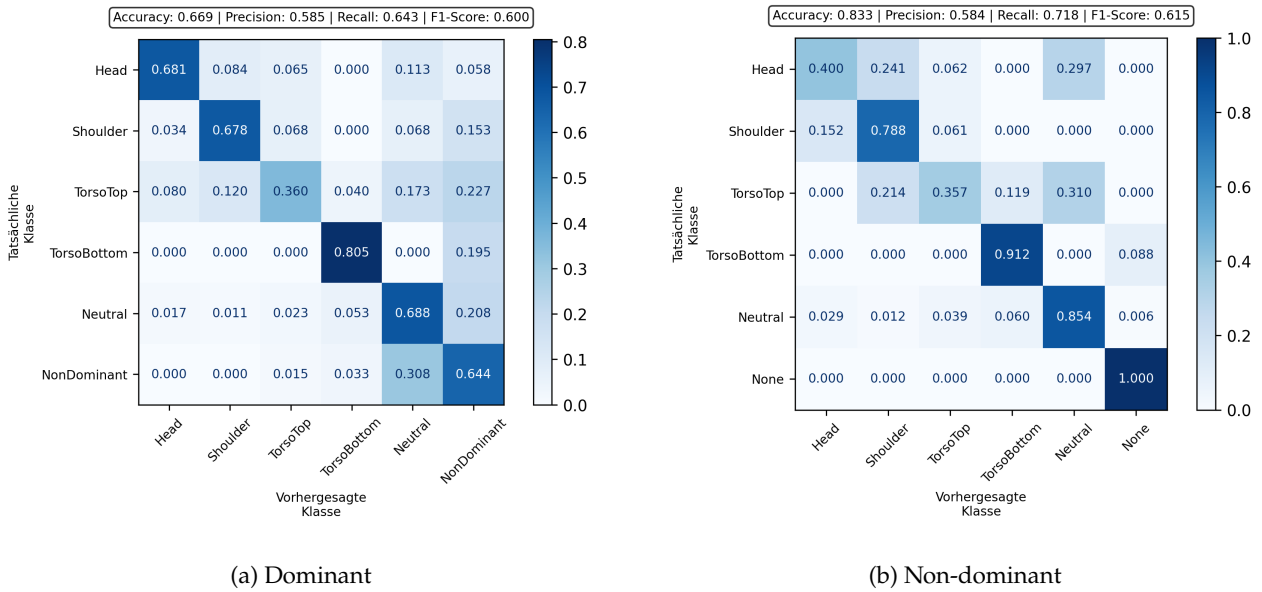 Accuracy: 0.669 | Precision: 0.585 | Recall: 0.643 | F1-Score: 0.600
Head 0.681 0.084 0.065 0.000 0.113 0.058
Shoulder 0.034 0.678 0.068 0.000 0.068 0.153
TorsoTop 0.080 0.120 0.360 0.040 0.173 0.227
TorsoBottom 0.000 0.000 0.000 0.805 0.000 0.195
Neutral 0.017 0.011 0.023 0.053 0.688 0.208
NonDominant 0.000 0.000 0.015 0.033 0.308 0.644
Tatsächliche
Klasse
Head Shoulder TorsoTop TorsoBottom Neutral NonDominant
Vorhergesagte
Klasse
0.8
0.7
0.6
0.5
0.4
0.3
0.2
0.1
0.0
(a) Dominant
Accuracy: 0.833 | Precision: 0.584 | Recall: 0.718 | F1-Score: 0.615
Head 0.400 0.241 0.062 0.000 0.297 0.000
Shoulder 0.152 0.788 0.061 0.000 0.000 0.000
TorsoTop 0.000 0.214 0.357 0.119 0.310 0.000
TorsoBottom 0.000 0.000 0.000 0.912 0.000 0.088
Neutral 0.029 0.012 0.039 0.060 0.854 0.006
None 0.000 0.000 0.000 0.000 0.000 1.000
Tatsächliche
Klasse
Head Shoulder TorsoTop TorsoBottom Neutral None
Vorhergesagte
Klasse
1.0
0.8
0.6
0.4
0.2
0.0
(b) Non-dominant